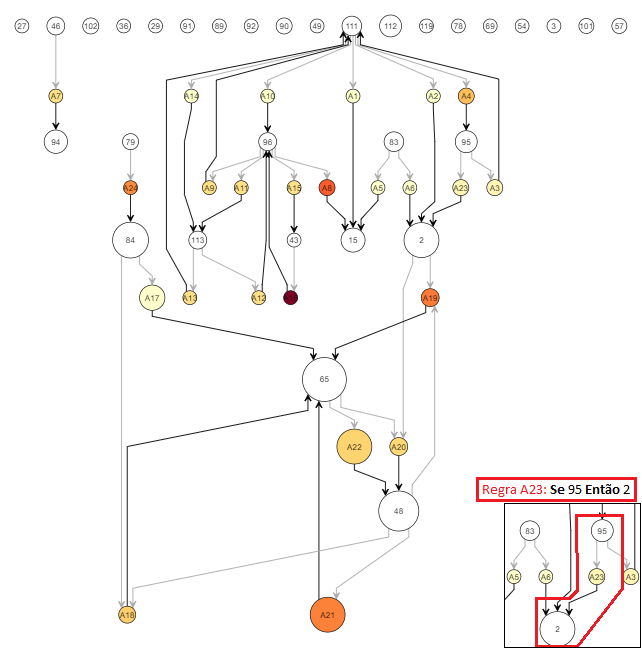 27 46 102 36 29 91 89 92 90 49 111 112 119 78 69 54 3 101 57
A7 A14 A10 A1 A2 A4
94 79 96 83 95
A24 A9 A11 A15 A8 A5 A6 A23 A3
84 113 43 15 2
A17 A13 A12 A19
65
A22 A20
Regra A23: Se 95 Então 2
48
83 95
A5 A6 A23 A3
A18 A21
2